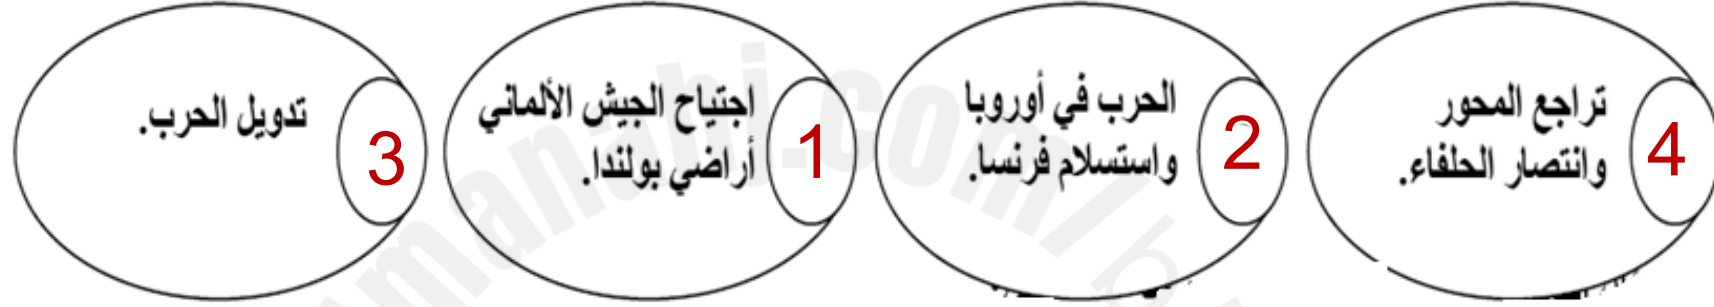 تراجع المحور
وانتصار الحلفاء.
4
الحرب في أوروبا
واستسلام فرنسا.
2
اجتياح الجيش الألماني
أراضي بولندا.
1
تدويل الحرب.
3